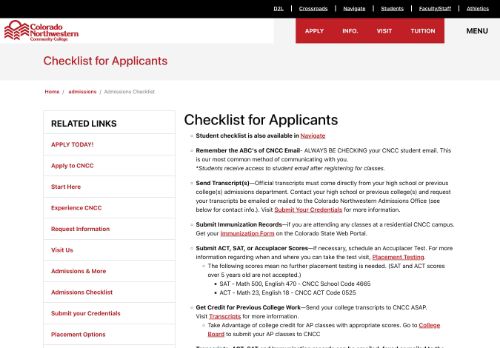 D2L
Crossroads
Navigate
Students
Faculty/Staff
Athletics
Colorado
Northwestern
Community College
APPLY
INFO.
VISIT
TUITION
MENU
Checklist for Applicants
Home / admissions / Admissions Checklist
RELATED LINKS
APPLY TODAY!
Apply to CNCC
Start Here
Experience CNCC
Request Information
Visit Us
Admissions & More
Admissions Checklist
Submit your Credentials
Placement Options
Checklist for Applicants
Student checklist is also available in Navigate
Remember the ABC's of CNCC Email- ALWAYS BE CHECKING your CNCC student email. This
is our most common method of communicating with you.
*Students receive access to student email after registering for classes.
Send Transcript(s)—Official transcripts must come directly from your high school or previous
college(s) admissions department. Contact your high school or previous college(s) and request
your transcripts be emailed or mailed to the Colorado Northwestern Admissions Office (see
below for contact info.). Visit Submit Your Credentials for more information.
Submit Immunization Records—if you are attending any classes at a residential CNCC campus.
Get your Immunization Form on the Colorado State Web Portal.
Submit ACT, SAT, or Accuplacer Scores—If necessary, schedule an Accuplacer Test. For more
information regarding when and where you can take the test visit, Placement Testing.
The following scores mean no further placement testing is needed. (SAT and ACT scores
over 5 years old are not accepted.)
SAT - Math 500, English 470 - CNCC School Code 4665
ACT - Math 23, English 18 - CNCC ACT Code 0525
Get Credit for Previous College Work—Send your college transcripts to CNCC ASAP.
Visit Transcripts for more information.
Take Advantage of college credit for AP classes with appropriate scores. Go to College
Board to submit your AP classes to CNCC